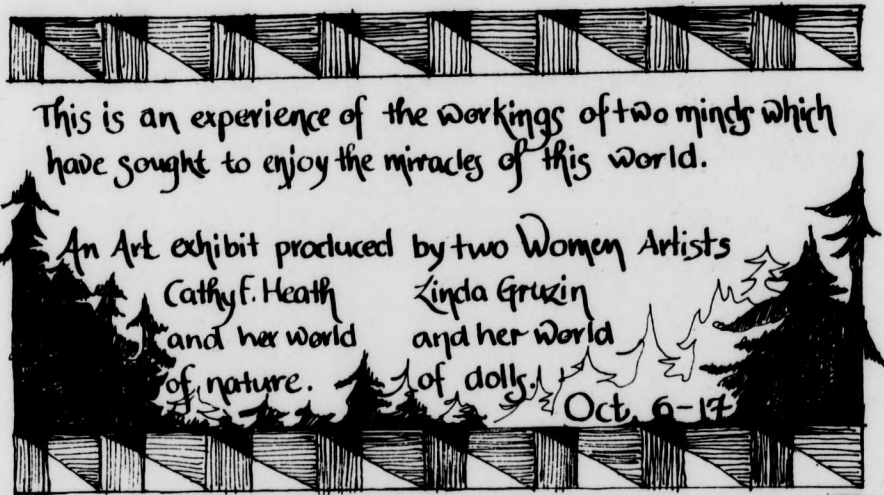 This is an experience of the workings of two minds which
have sought to enjoy the miracles of this world.
An Art exhibit produced by two Women Artists
Cathy F. Heath
and her world
of nature.
Linda Gruzin
and her world
of dolls.
Oct. 6-17